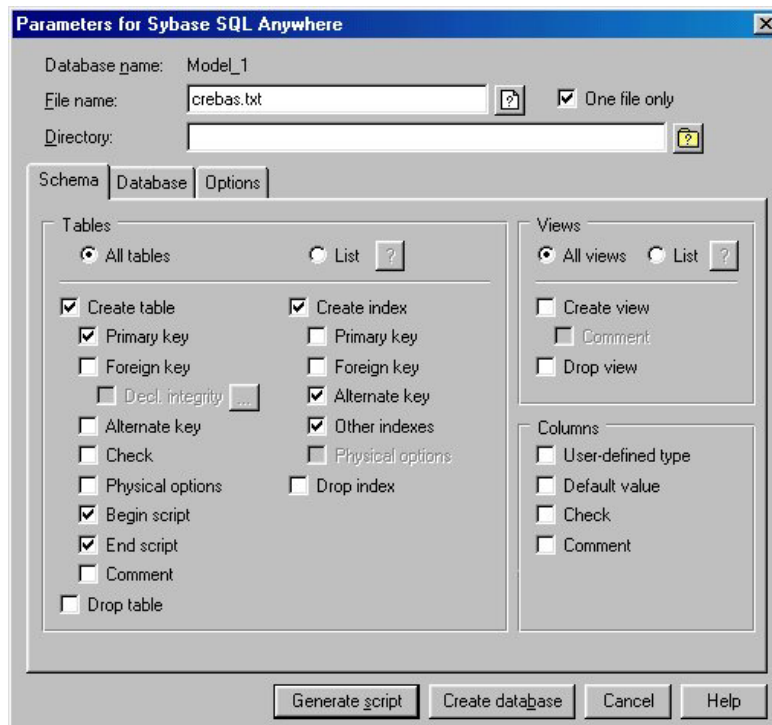 Parameters for Sybase SQL Anywhere
Database name: Model_1
File name: crebas.txt ? One file only
Directory: ?
Schema Database Options
Tables
All tables List ?
Create table
Primary key
Foreign key
Decl. integrity ...
Alternate key
Check
Physical options
Begin script
End script
Comment
Drop table
Create index
Primary key
Foreign key
Alternate key
Other indexes
Physical options
Drop index
Views
All views List ?
Create view
Comment
Drop view
Columns
User-defined type
Default value
Check
Comment
Generate script Create database Cancel Help